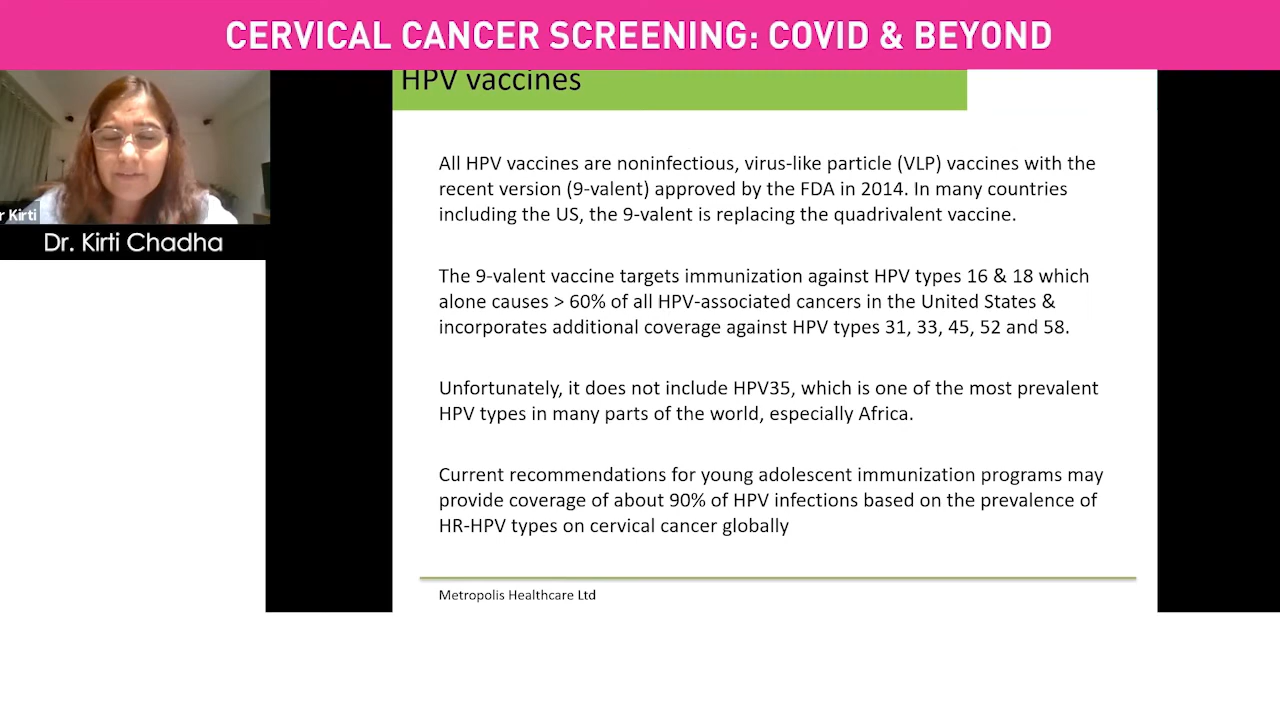 CERVICAL CANCER SCREENING: COVID & BEYOND
r Kirti
Dr. Kirti Chadha
HPV vaccines
All HPV vaccines are noninfectious, virus-like particle (VLP) vaccines with the
recent version (9-valent) approved by the FDA in 2014. In many countries
including the US, the 9-valent is replacing the quadrivalent vaccine.
The 9-valent vaccine targets immunization against HPV types 16 & 18 which
alone causes > 60% of all HPV-associated cancers in the United States &
incorporates additional coverage against HPV types 31, 33, 45, 52 and 58.
Unfortunately, it does not include HPV35, which is one of the most prevalent
HPV types in many parts of the world, especially Africa.
Current recommendations for young adolescent immunization programs may
provide coverage of about 90% of HPV infections based on the prevalence of
HR-HPV types on cervical cancer globally
Metropolis Healthcare Ltd